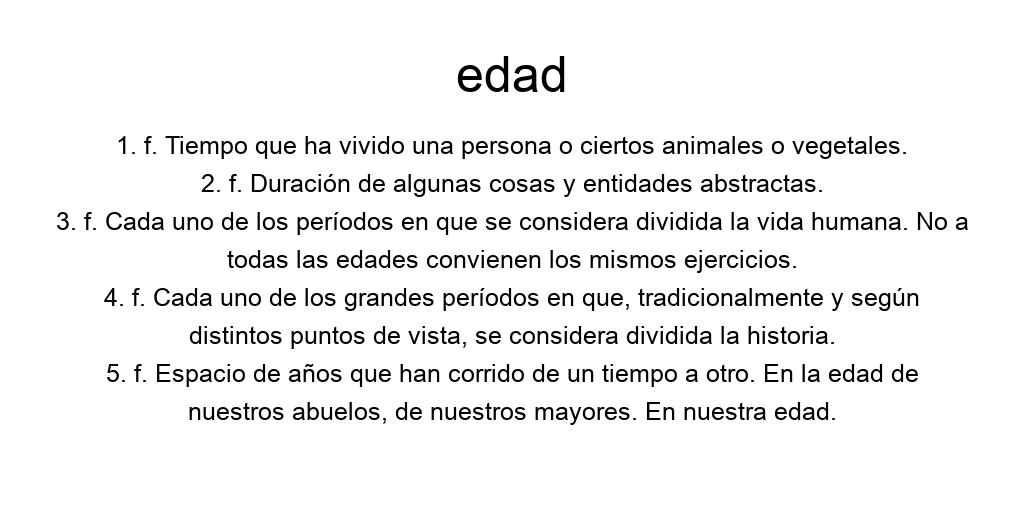 edad
1. f. Tiempo que ha vivido una persona o ciertos animales o vegetales.
2. f. Duración de algunas cosas y entidades abstractas.
3. f. Cada uno de los períodos en que se considera dividida la vida humana. No a
todas las edades convienen los mismos ejercicios.
4. f. Cada uno de los grandes períodos en que, tradicionalmente y según
distintos puntos de vista, se considera dividida la historia.
5. f. Espacio de años que han corrido de un tiempo a otro. En la edad de
nuestros abuelos, de nuestros mayores. En nuestra edad.